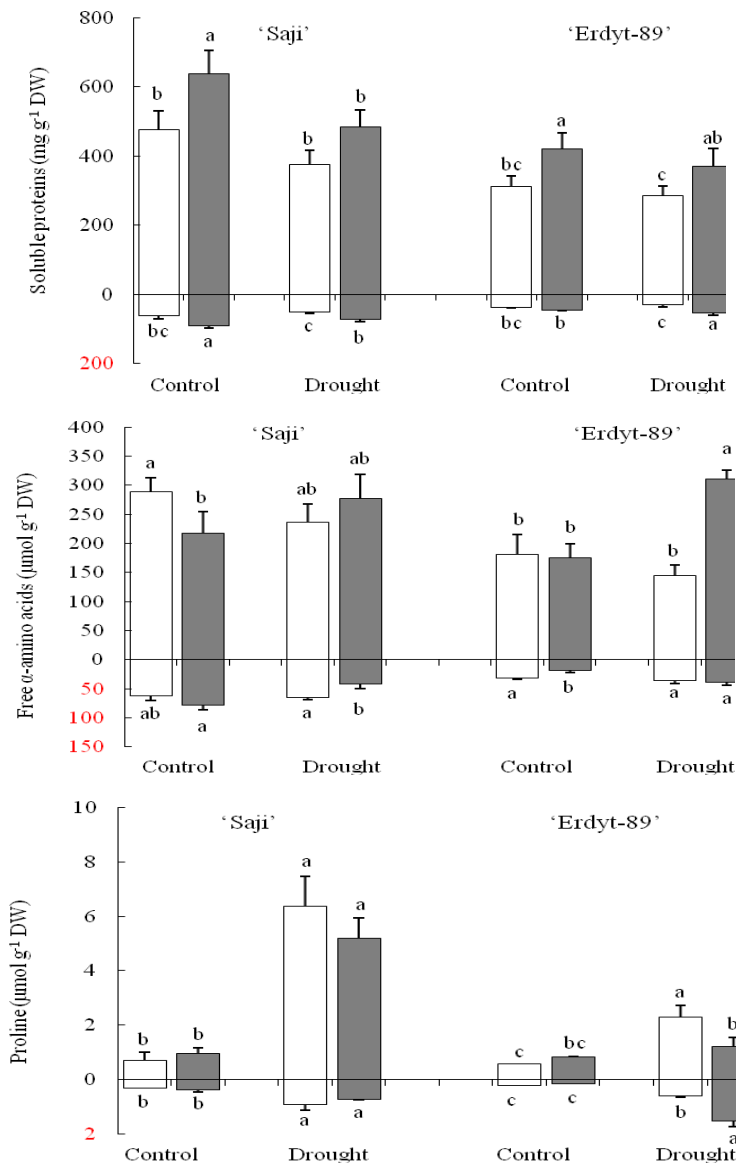 ‘Saji’ ‘Erdyt-89’
Soluble proteins (mg g-1 DW)
800
600
400
200
0
200
b a b b bc a c ab
bc a c b bc b c a
Control Drought Control Drought
‘Saji’ ‘Erdyt-89’
Free α-amino acids (µmol g-1 DW)
400
350
300
250
200
150
100
50
0
50
100
150
a b ab ab b b b a
ab a a b a b a a
Control Drought Control Drought
‘Saji’ ‘Erdyt-89’
Proline (µmol g-1 DW)
10
8
6
4
2
0
2
b b a a c bc a b
b b a a c c b a
Control Drought Control Drought